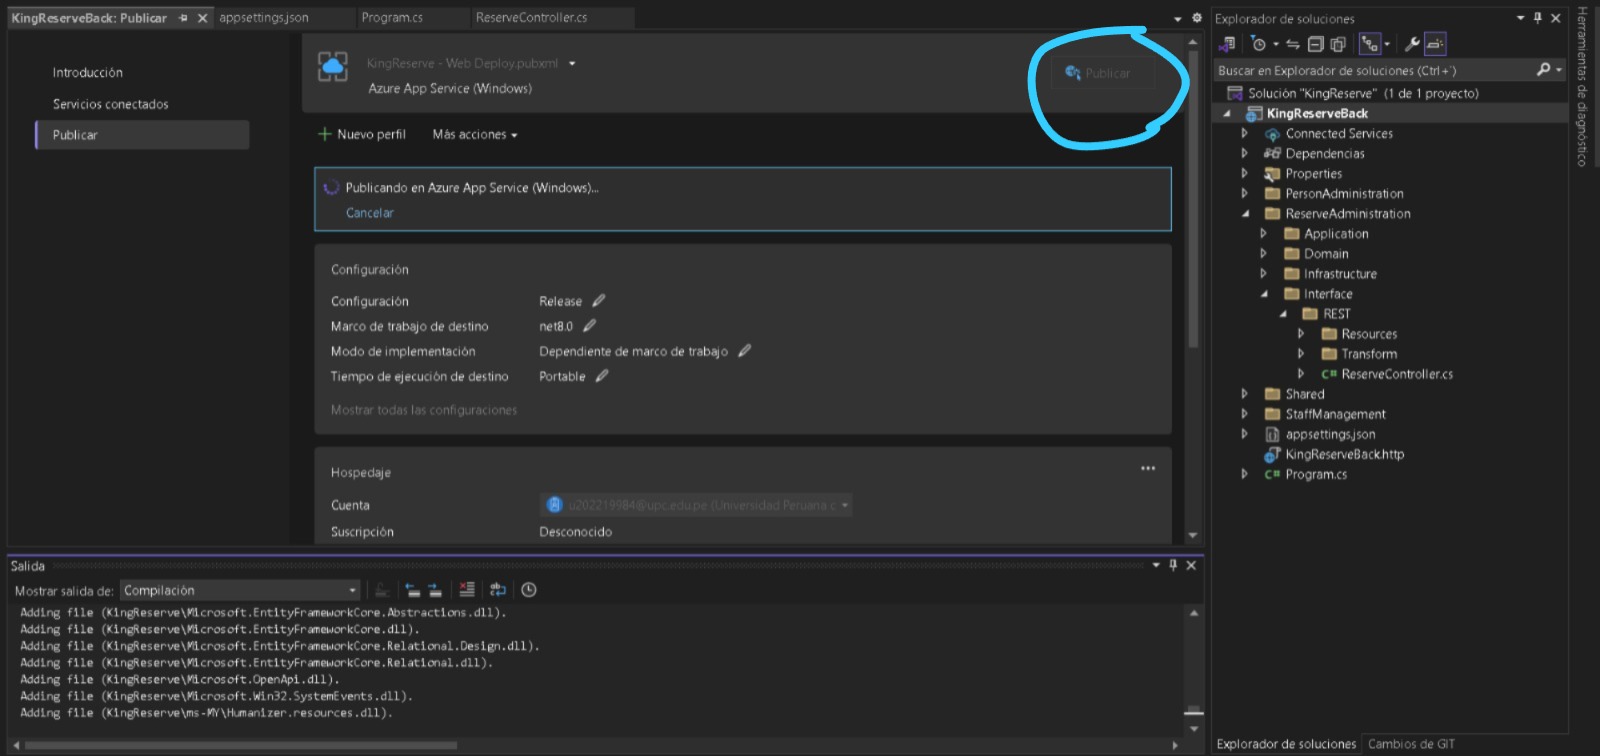 KingReserveBack: Publicar
appsettings.json
Program.cs
ReserveController.cs
Introducción
Servicios conectados
Publicar
KingReserve - Web Deploy.pubxml
Azure App Service (Windows)
Publicar
Nuevo perfil
Más acciones
Publicando en Azure App Service (Windows)...
Cancelar
Configuración
Configuración Release
Marco de trabajo de destino net8.0
Modo de implementación Dependiente de marco de trabajo
Tiempo de ejecución de destino Portable
Mostrar todas las configuraciones
Hospedaje
Cuenta u202219984@upc.edu.pe (Universidad Peruana c
Suscripción Desconocido
Salida
Mostrar salida de: Compilación
Adding file (KingReserve\Microsoft.EntityFrameworkCore.Abstractions.dll).
Adding file (KingReserve\Microsoft.EntityFrameworkCore.dll).
Adding file (KingReserve\Microsoft.EntityFrameworkCore.Relational.Design.dll).
Adding file (KingReserve\Microsoft.EntityFrameworkCore.Relational.dll).
Adding file (KingReserve\Microsoft.OpenApi.dll).
Adding file (KingReserve\Microsoft.Win32.SystemEvents.dll).
Adding file (KingReserve\ms-MY\Humanizer.resources.dll).
Explorador de soluciones
Buscar en Explorador de soluciones (Ctrl+´)
Solución "KingReserve" (1 de 1 proyecto)
KingReserveBack
Connected Services
Dependencias
Properties
PersonAdministration
ReserveAdministration
Application
Domain
Infrastructure
Interface
REST
Resources
Transform
C# ReserveController.cs
Shared
StaffManagement
appsettings.json
KingReserveBack.http
C# Program.cs
Explorador de soluciones
Cambios de GIT
Herramientas de diagnóstico